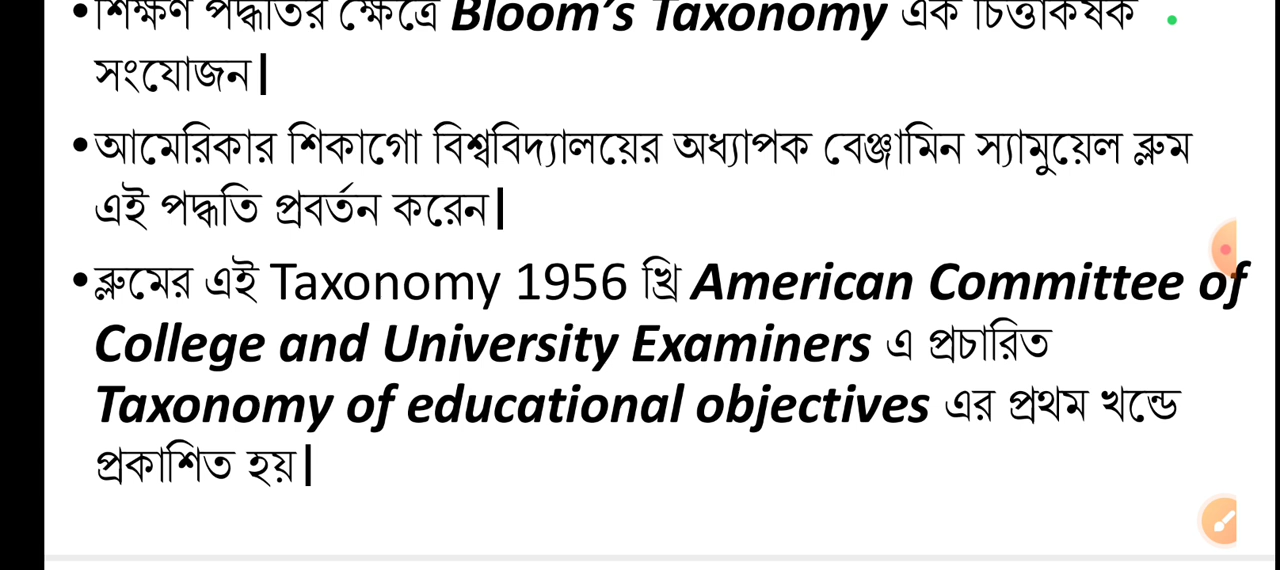 •শিক্ষণ পদ্ধতির ক্ষেত্রে Bloom’s Taxonomy এক চিত্তাকর্ষক
সংযোজন|
•আমেরিকার শিকাগো বিশ্ববিদ্যালয়ের অধ্যাপক বেঞ্জামিন স্যামুয়েল ব্লুম
এই পদ্ধতি প্রবর্তন করেন|
•ব্লুমের এই Taxonomy 1956 খ্রি American Committee of
College and University Examiners এ প্রচারিত
Taxonomy of educational objectives এর প্রথম খন্ডে
প্রকাশিত হয়|